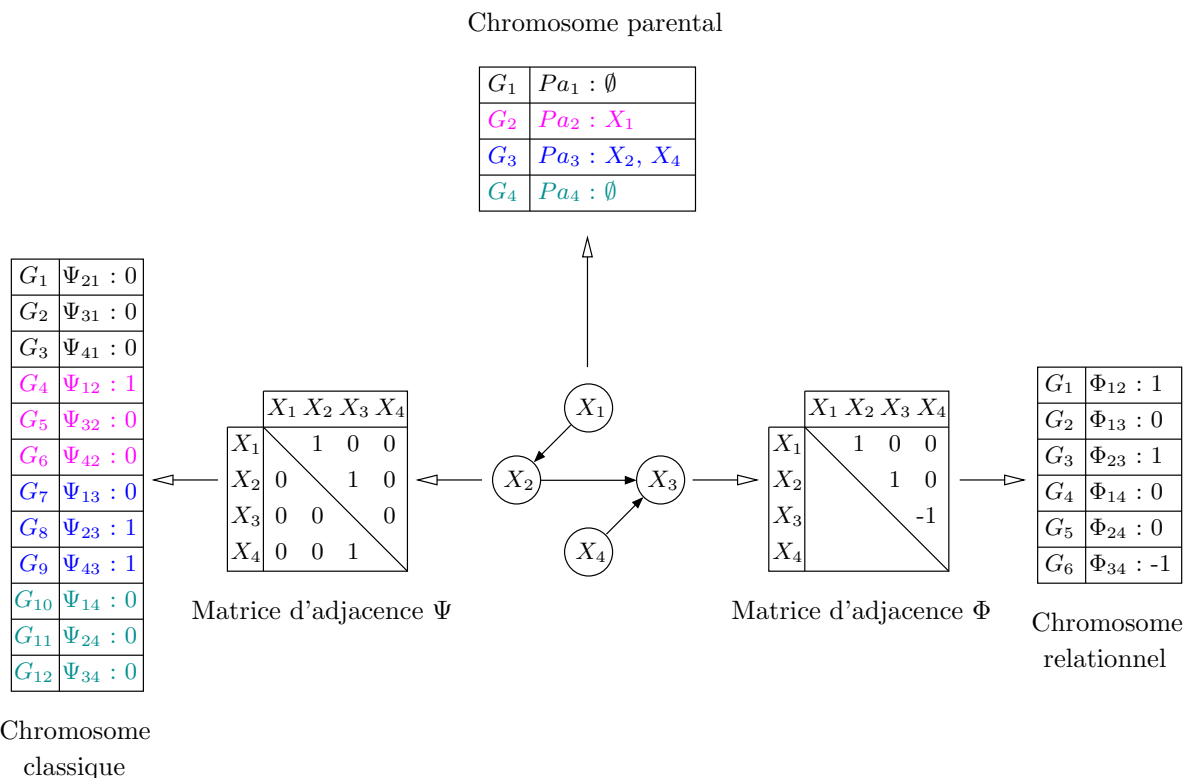 Chromosome parental
G₁ Pa₁ : ∅
G₂ Pa₂ : X₁
G₃ Pa₃ : X₂, X₄
G₄ Pa₄ : ∅
G₁ Ψ₂₁ : 0
G₂ Ψ₃₁ : 0
G₃ Ψ₄₁ : 0
G₄ Ψ₁₂ : 1
G₅ Ψ₃₂ : 0
G₆ Ψ₄₂ : 0
G₇ Ψ₁₃ : 0
G₈ Ψ₂₃ : 1
G₉ Ψ₄₃ : 1
G₁₀ Ψ₁₄ : 0
G₁₁ Ψ₂₄ : 0
G₁₂ Ψ₃₄ : 0
Chromosome
classique
X₁ X₂ X₃ X₄
X₁ 1 0 0
X₂ 0 1 0
X₃ 0 0 0
X₄ 0 0 1
Matrice d'adjacence Ψ
X₁
X₂ X₃
X₄
X₁ X₂ X₃ X₄
X₁ 1 0 0
X₂ 1 0
X₃ -1
X₄
Matrice d'adjacence Φ
G₁ Φ₁₂ : 1
G₂ Φ₁₃ : 0
G₃ Φ₂₃ : 1
G₄ Φ₁₄ : 0
G₅ Φ₂₄ : 0
G₆ Φ₃₄ : -1
Chromosome
relationnel